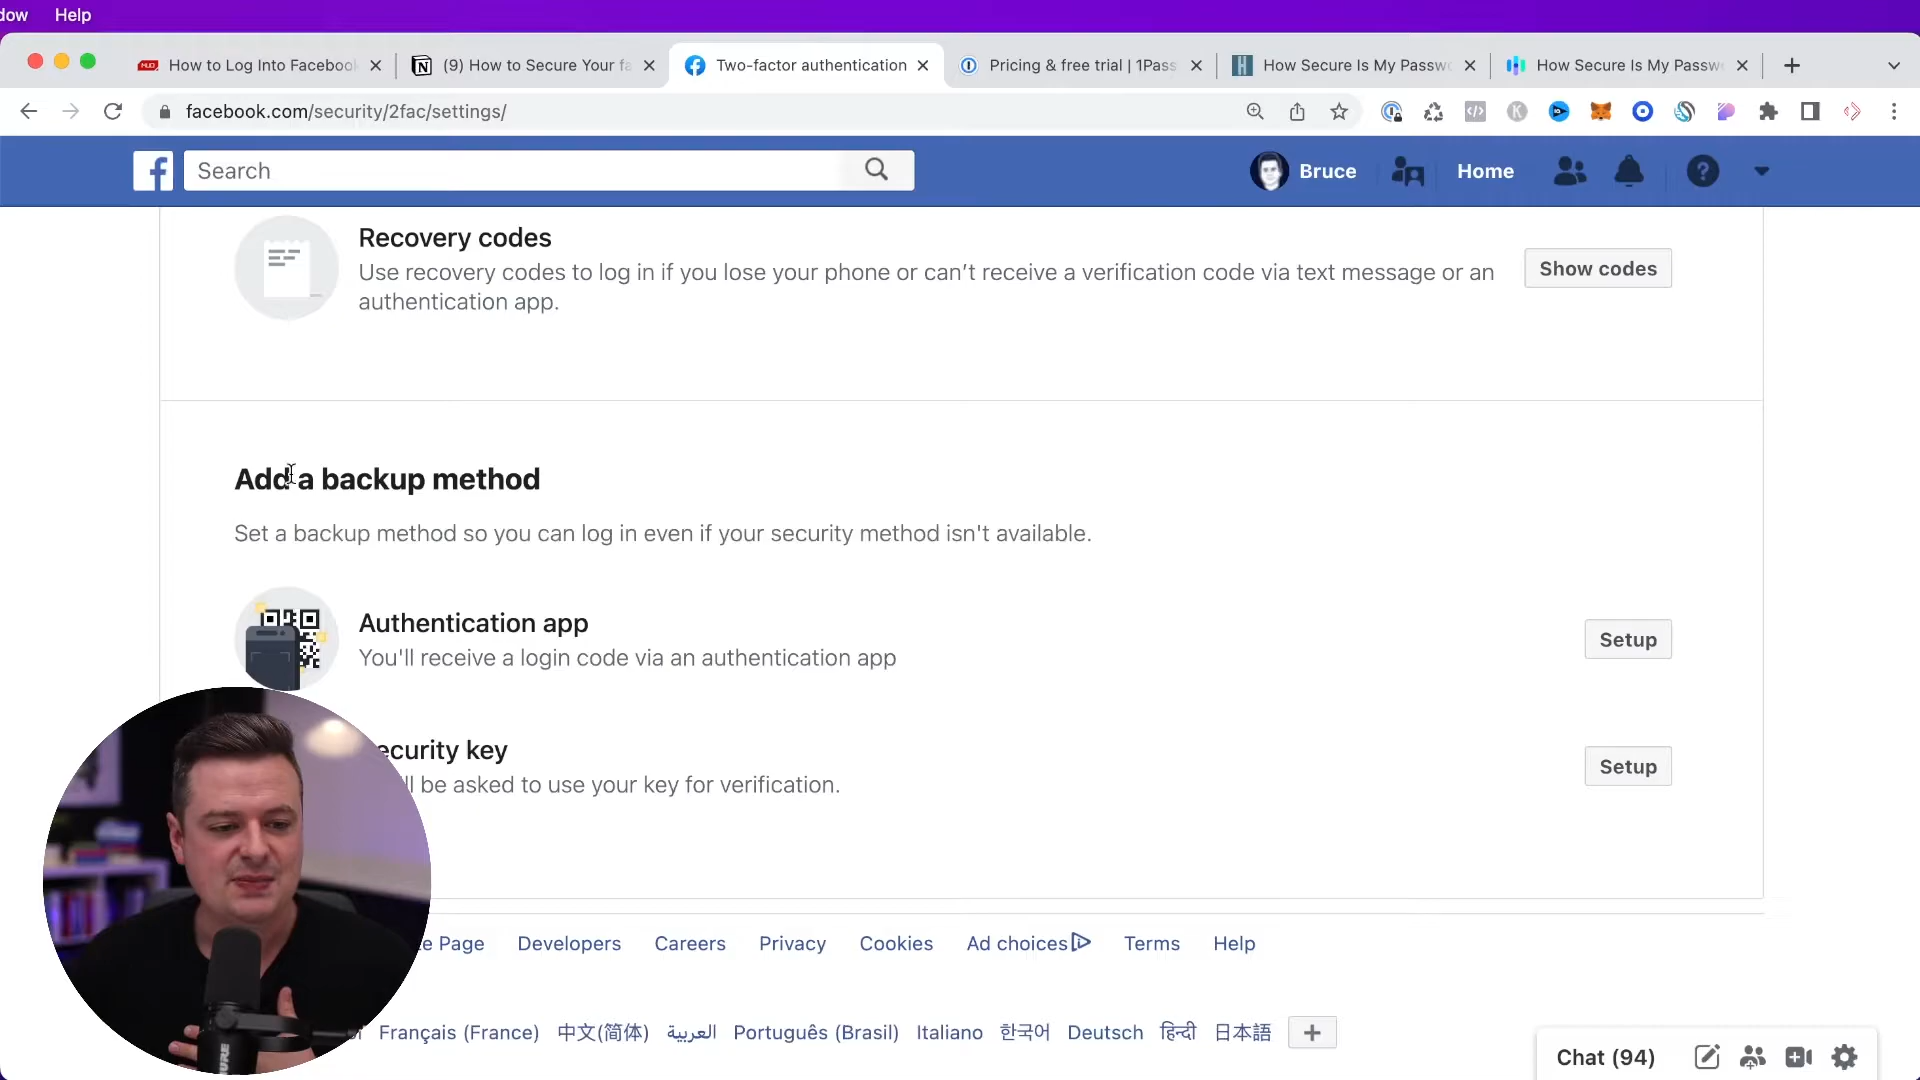 dow Help
How to Log Into Facebook (9) How to Secure Your fa Two-factor authentication Pricing & free trial | 1Pass How Secure Is My Passwo How Secure Is My Passwo
facebook.com/security/2fac/settings/
Search Bruce Home
Recovery codes
Use recovery codes to log in if you lose your phone or can't receive a verification code via text message or an
authentication app.
Show codes
Add a backup method
Set a backup method so you can log in even if your security method isn't available.
Authentication app
You'll receive a login code via an authentication app
Setup
ecurity key
ll be asked to use your key for verification.
Setup
e Page Developers Careers Privacy Cookies Ad choices Terms Help
Français (France) 中文(简体) العربية Português (Brasil) Italiano 한국어 Deutsch हिन्दी 日本語
Chat (94)